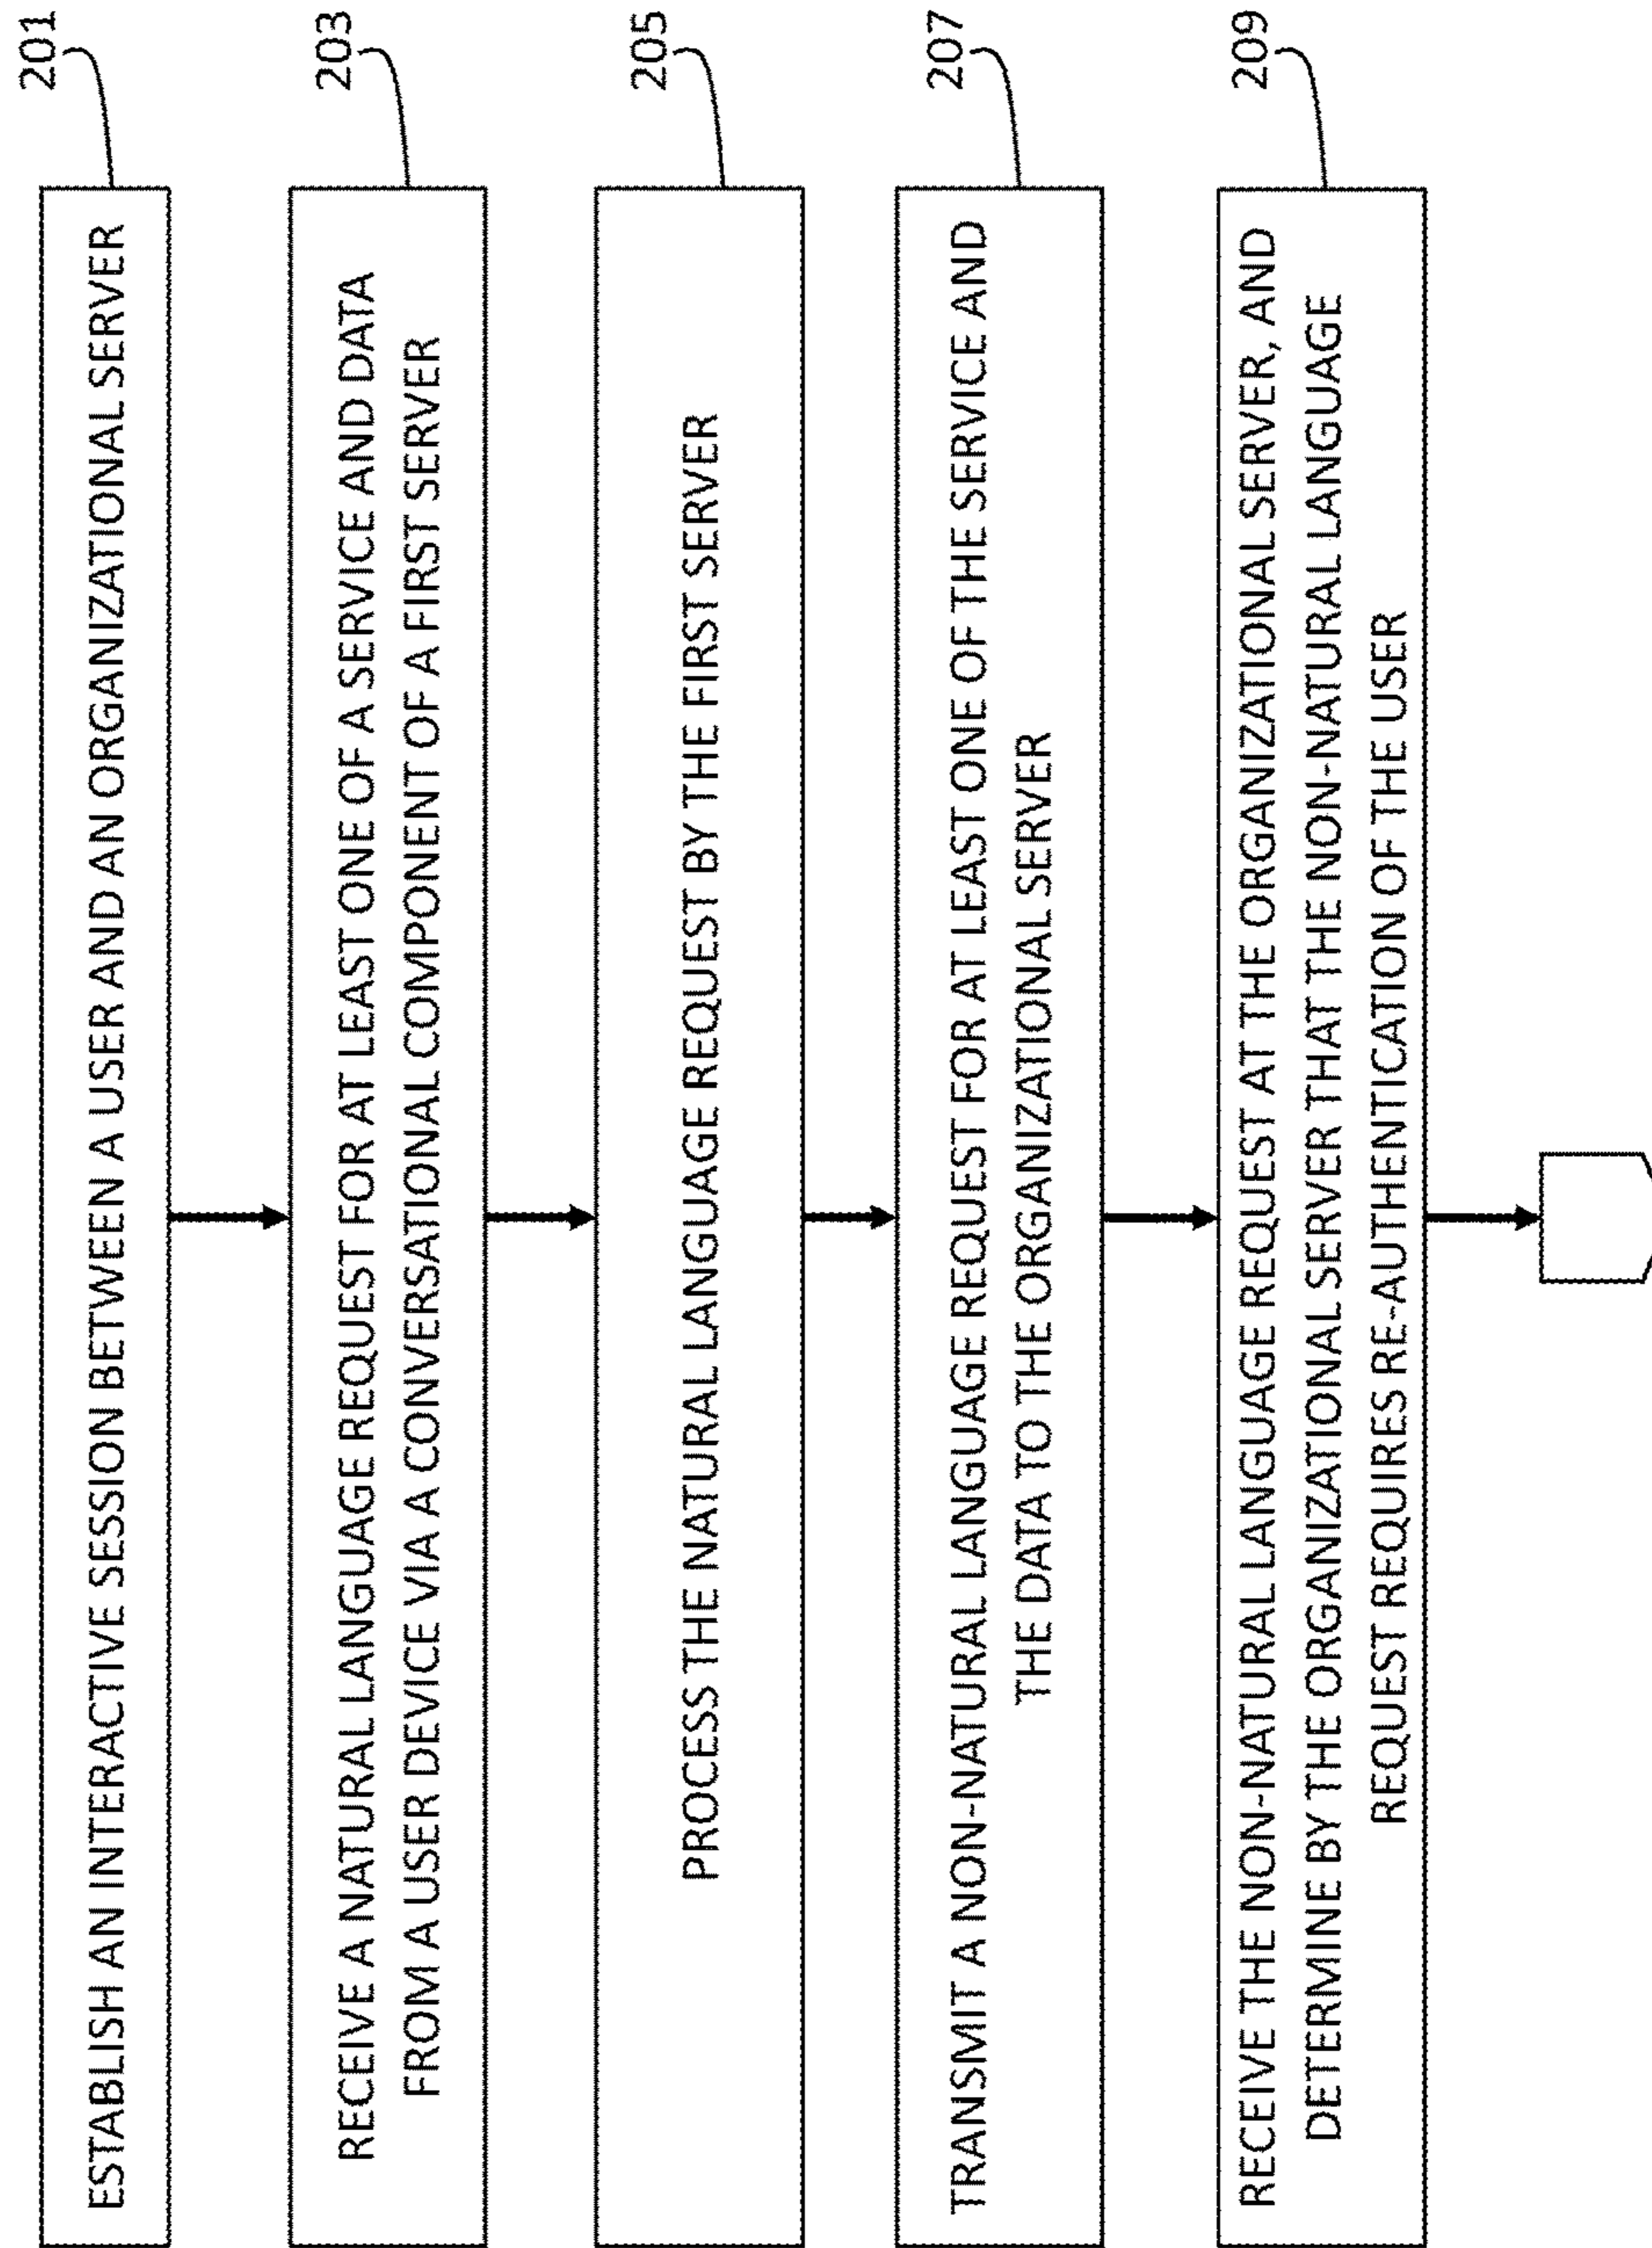 201
ESTABLISH AN INTERACTIVE SESSION BETWEEN A USER AND AN ORGANIZATIONAL SERVER
203
RECEIVE A NATURAL LANGUAGE REQUEST FOR AT LEAST ONE OF A SERVICE AND DATA
FROM A USER DEVICE VIA A CONVERSATIONAL COMPONENT OF A FIRST SERVER
205
PROCESS THE NATURAL LANGUAGE REQUEST BY THE FIRST SERVER
207
TRANSMIT A NON-NATURAL LANGUAGE REQUEST FOR AT LEAST ONE OF THE SERVICE AND
THE DATA TO THE ORGANIZATIONAL SERVER
209
RECEIVE THE NON-NATURAL LANGUAGE REQUEST AT THE ORGANIZATIONAL SERVER, AND
DETERMINE BY THE ORGANIZATIONAL SERVER THAT THE NON-NATURAL LANGUAGE
REQUEST REQUIRES RE-AUTHENTICATION OF THE USER